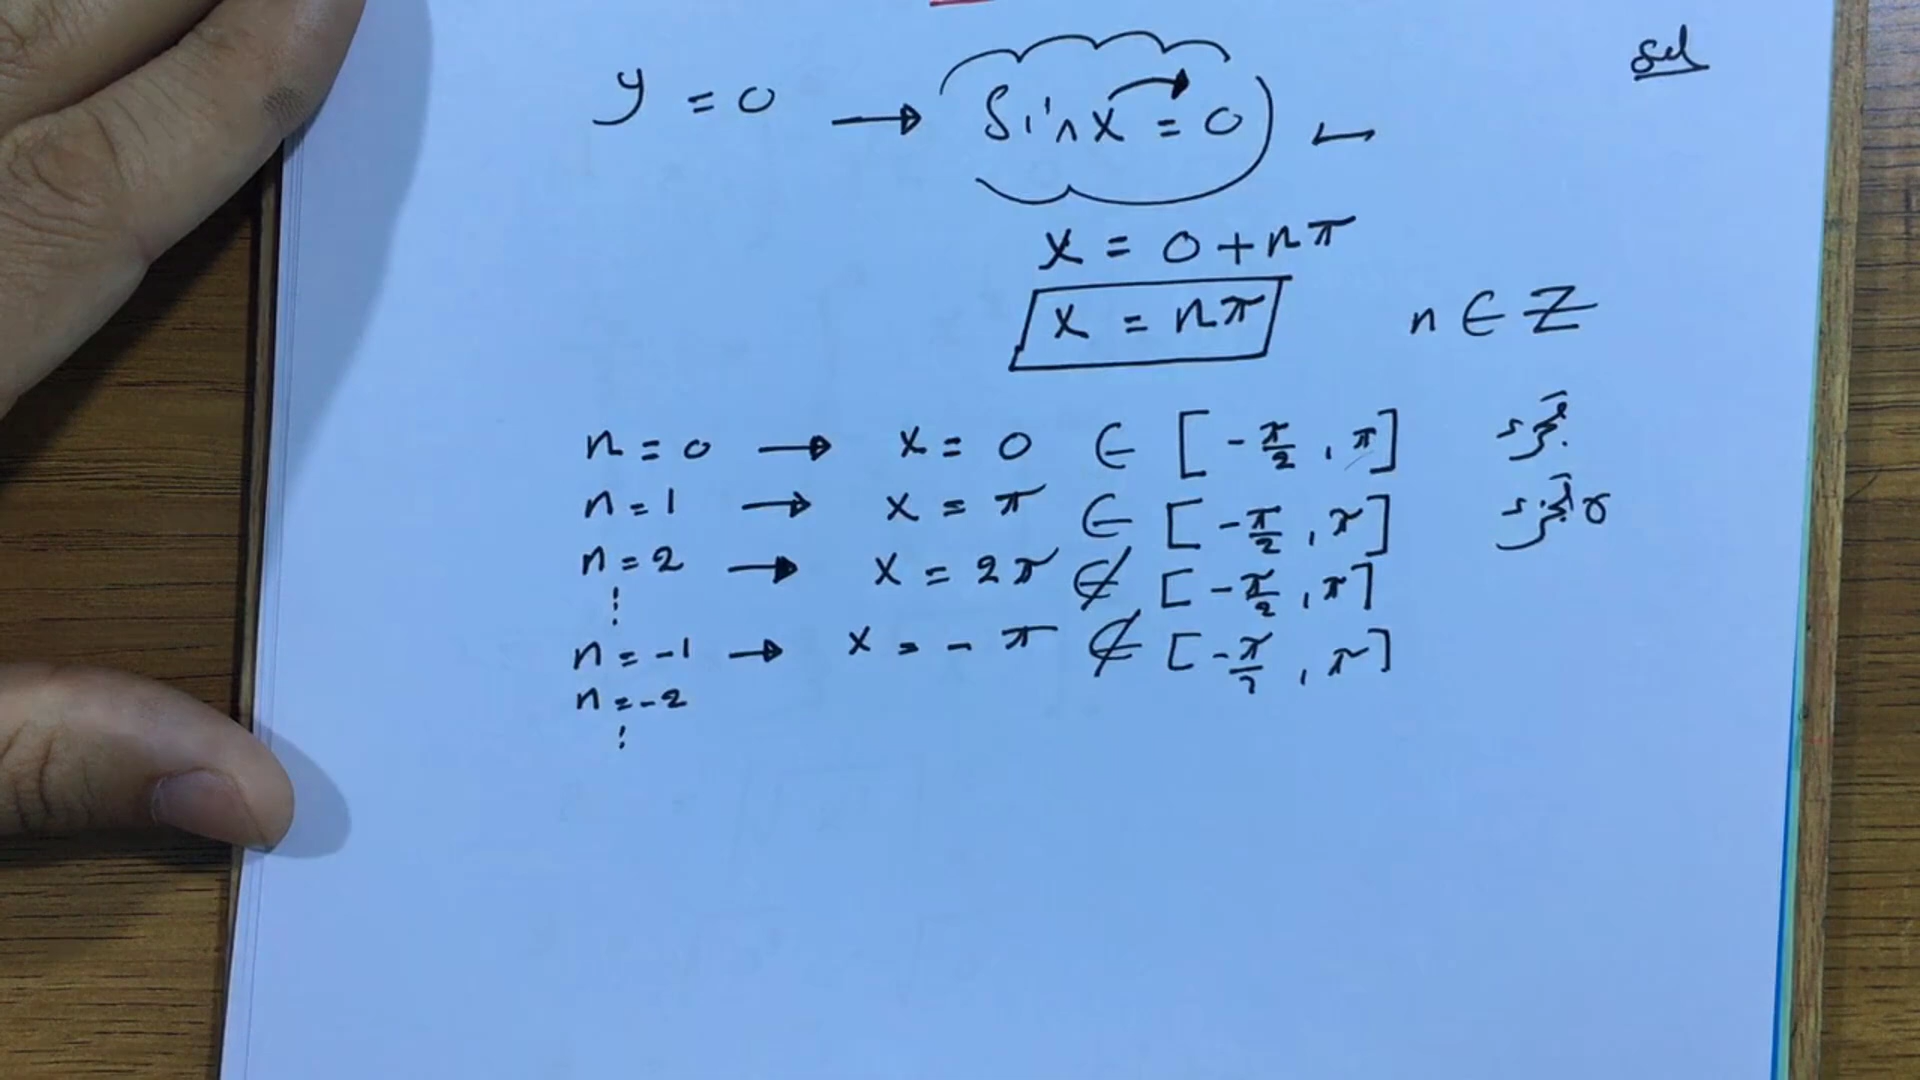 sol
y = 0 → sin x = 0
x = 0 + nπ
x = nπ n ∈ Z
n = 0 → x = 0 ∈ [-π/2, π]
n = 1 → x = π ∈ [-π/2, π]
n = 2 → x = 2π ∉ [-π/2, π]
⋮
n = -1 → x = -π ∉ [-π/2, π]
n = -2
⋮